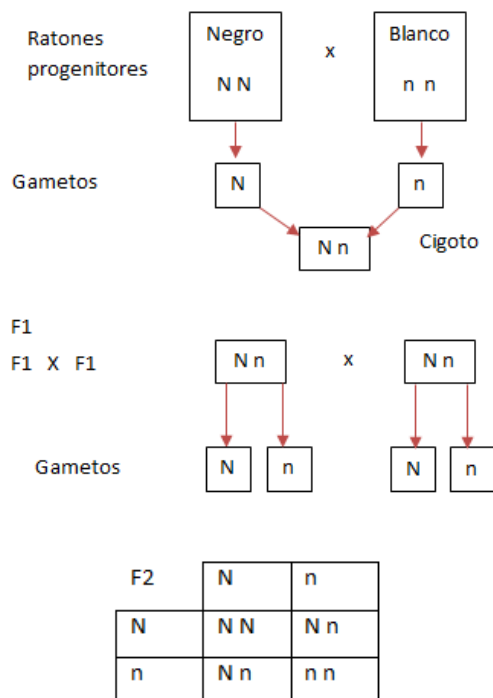 Ratones progenitores
Negro x Blanco
N N n n
Gametos
N n
N n Cigoto
F1
F1 X F1 N n x N n
Gametos N n N n
F2 N n
N N N N n
n N n n n